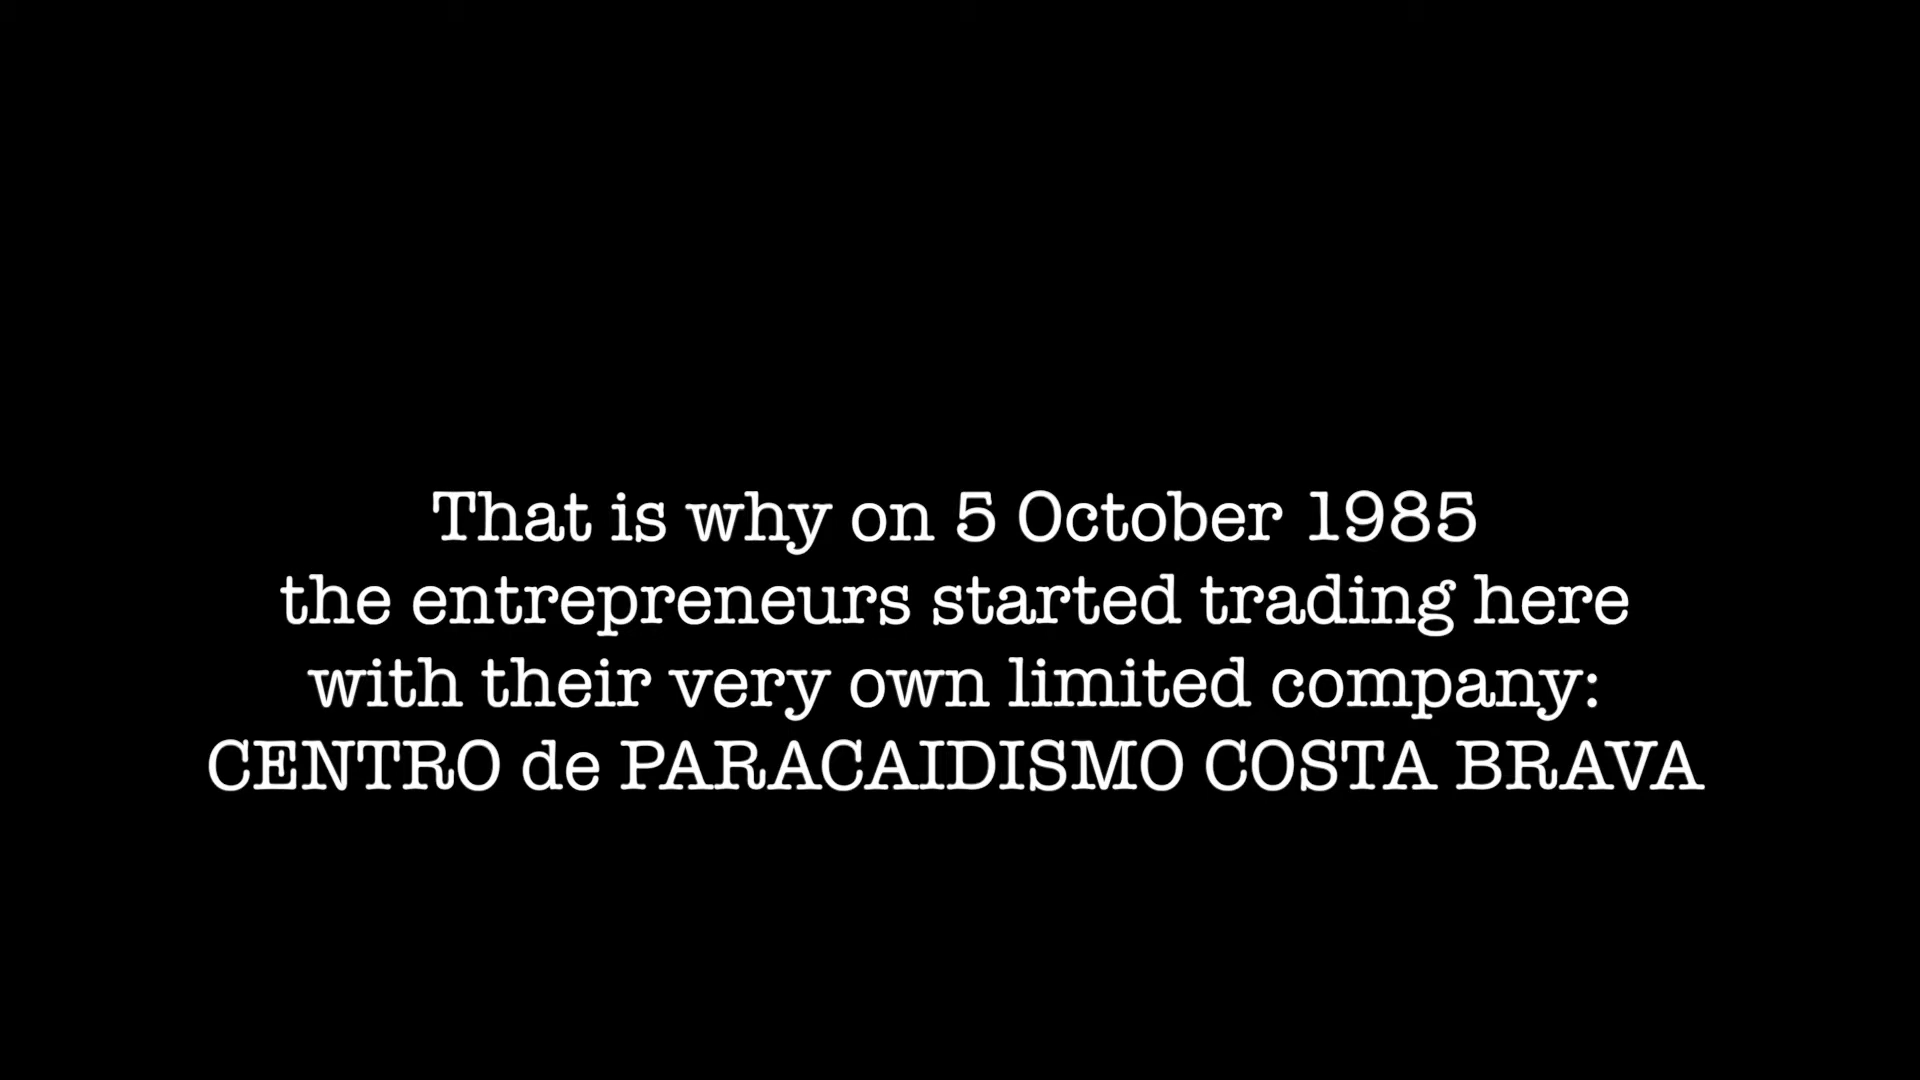 That is why on 5 October 1985
the entrepreneurs started trading here
with their very own limited company:
CENTRO de PARACAIDISMO COSTA BRAVA